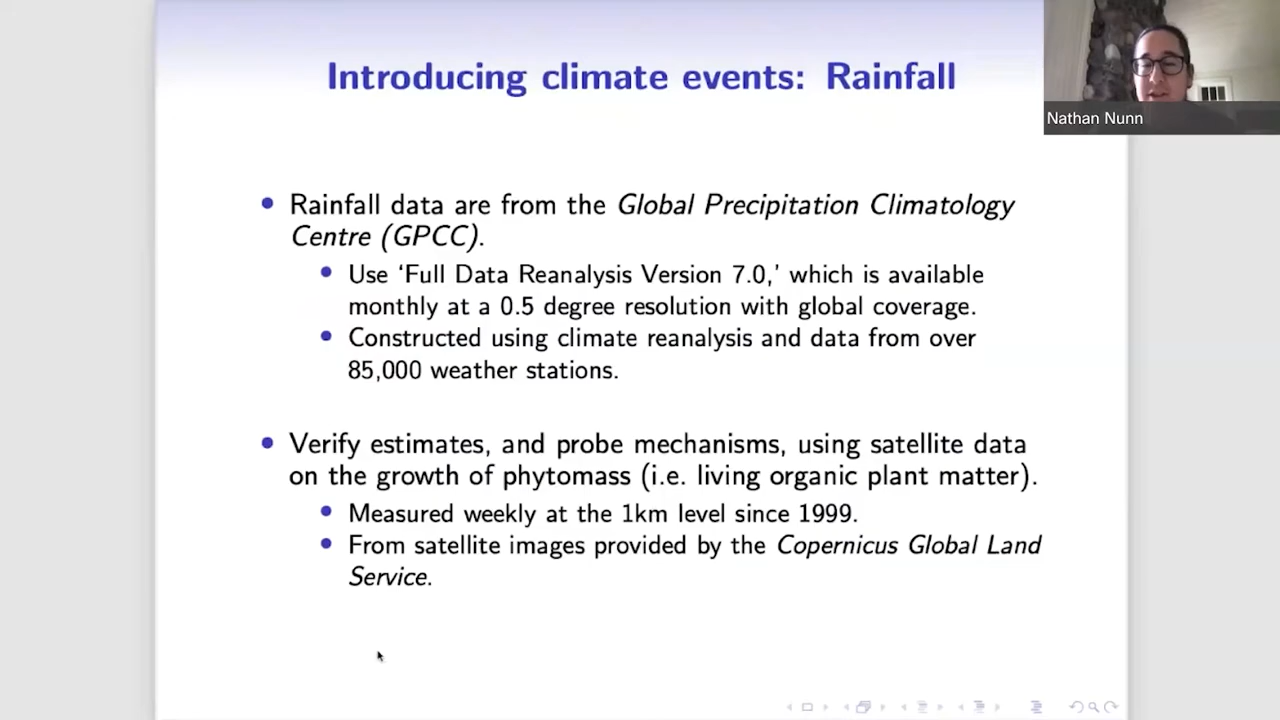 Introducing climate events: Rainfall
Nathan Nunn
• Rainfall data are from the Global Precipitation Climatology
Centre (GPCC).
• Use ‘Full Data Reanalysis Version 7.0,’ which is available
monthly at a 0.5 degree resolution with global coverage.
• Constructed using climate reanalysis and data from over
85,000 weather stations.
• Verify estimates, and probe mechanisms, using satellite data
on the growth of phytomass (i.e. living organic plant matter).
• Measured weekly at the 1km level since 1999.
• From satellite images provided by the Copernicus Global Land
Service.